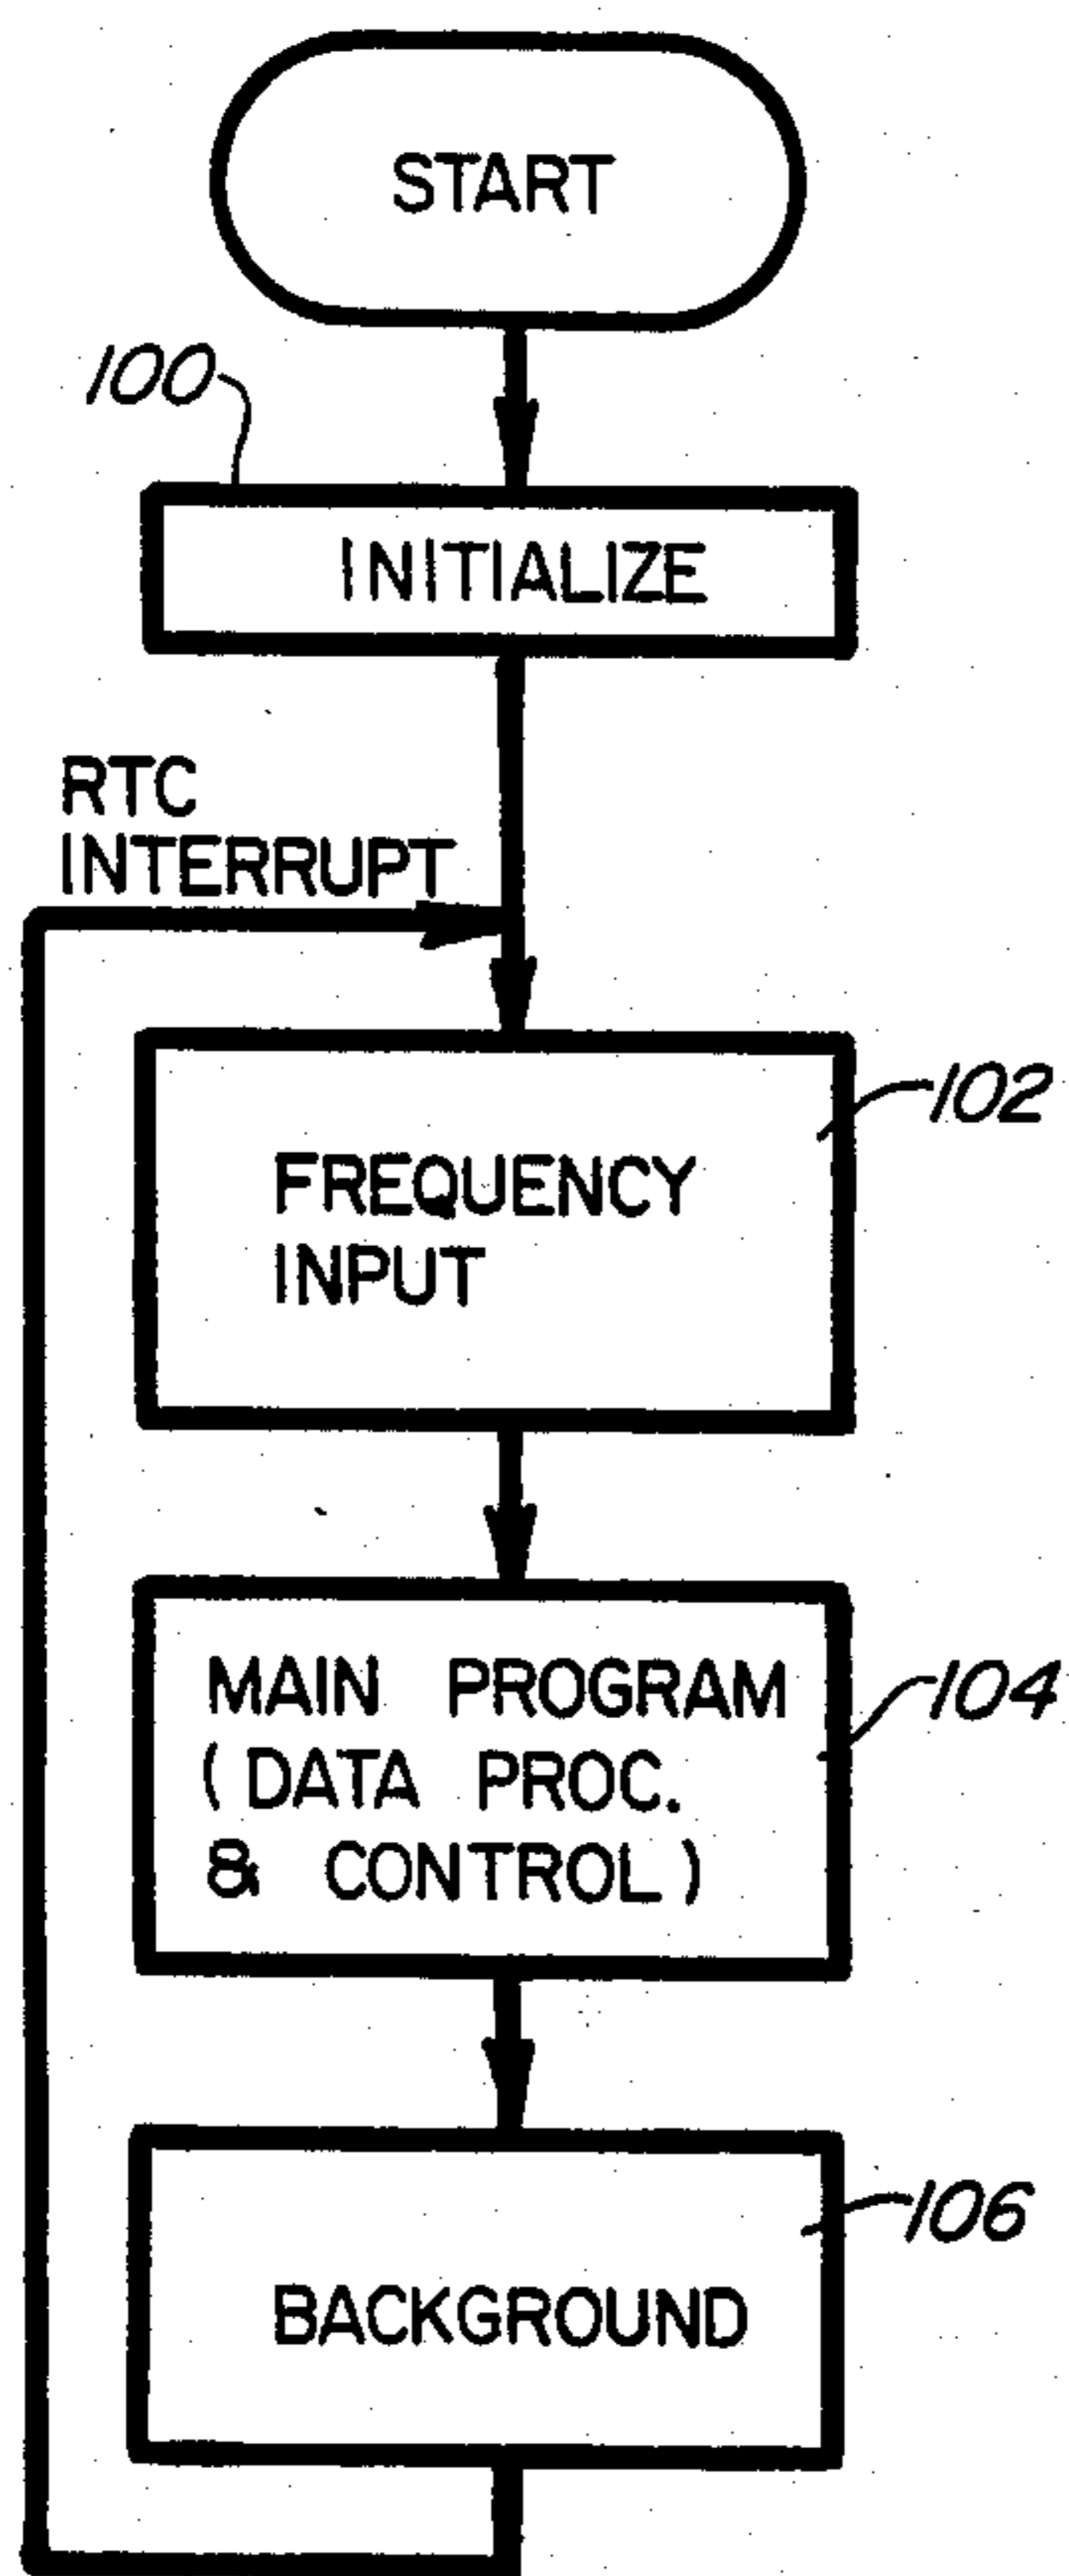 START
100
INITIALIZE
RTC
INTERRUPT
102
FREQUENCY
INPUT
MAIN PROGRAM
(DATA PROC.
& CONTROL)
104
106
BACKGROUND